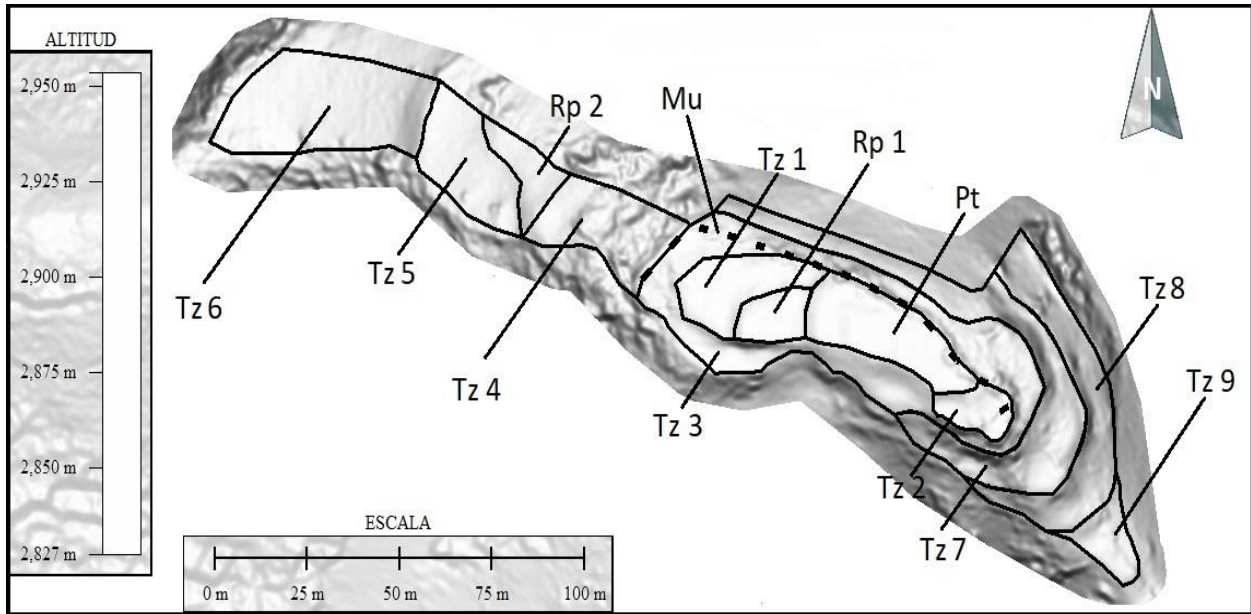 ALTITUD
2,950 m
2,925 m
2,900 m
2,875 m
2,850 m
2,827 m
N
Rp 2
Mu
Tz 1
Rp 1
Pt
Tz 5
Tz 6
Tz 4
Tz 3
Tz 8
Tz 9
Tz 2
Tz 7
ESCALA
0 m 25 m 50 m 75 m 100 m